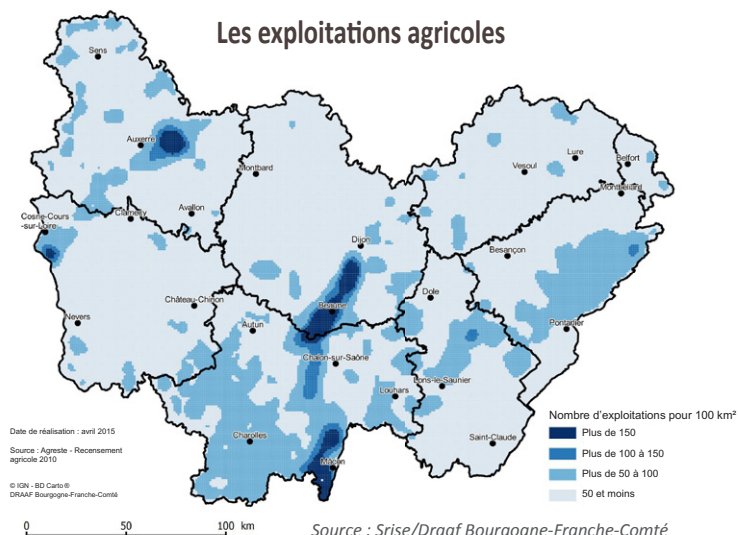 Les exploitations agricoles
Sens
Auxerre
Montbard
Lure
Belfort
Vesoul
Montbéliard
Avallon
Clamecy
Cosne-Cours
-sur-Loire
Dijon
Besançon
Dole
Château-Chinon
Beaune
Nevers
Autun
Pontarlier
Chalon-sur-Saône
Lons-le-Saunier
Louhans
Charolles
Saint-Claude
Mâcon
Nombre d'exploitations pour 100 km²
Plus de 150
Plus de 100 à 150
Plus de 50 à 100
50 et moins
Date de réalisation : avril 2015
Source : Agreste - Recensement
agricole 2010
© IGN - BD Carto®
DRAAF Bourgogne-Franche-Comté
0 50 100 km
Source : Srise/Draaf Bourgogne-Franche-Comté